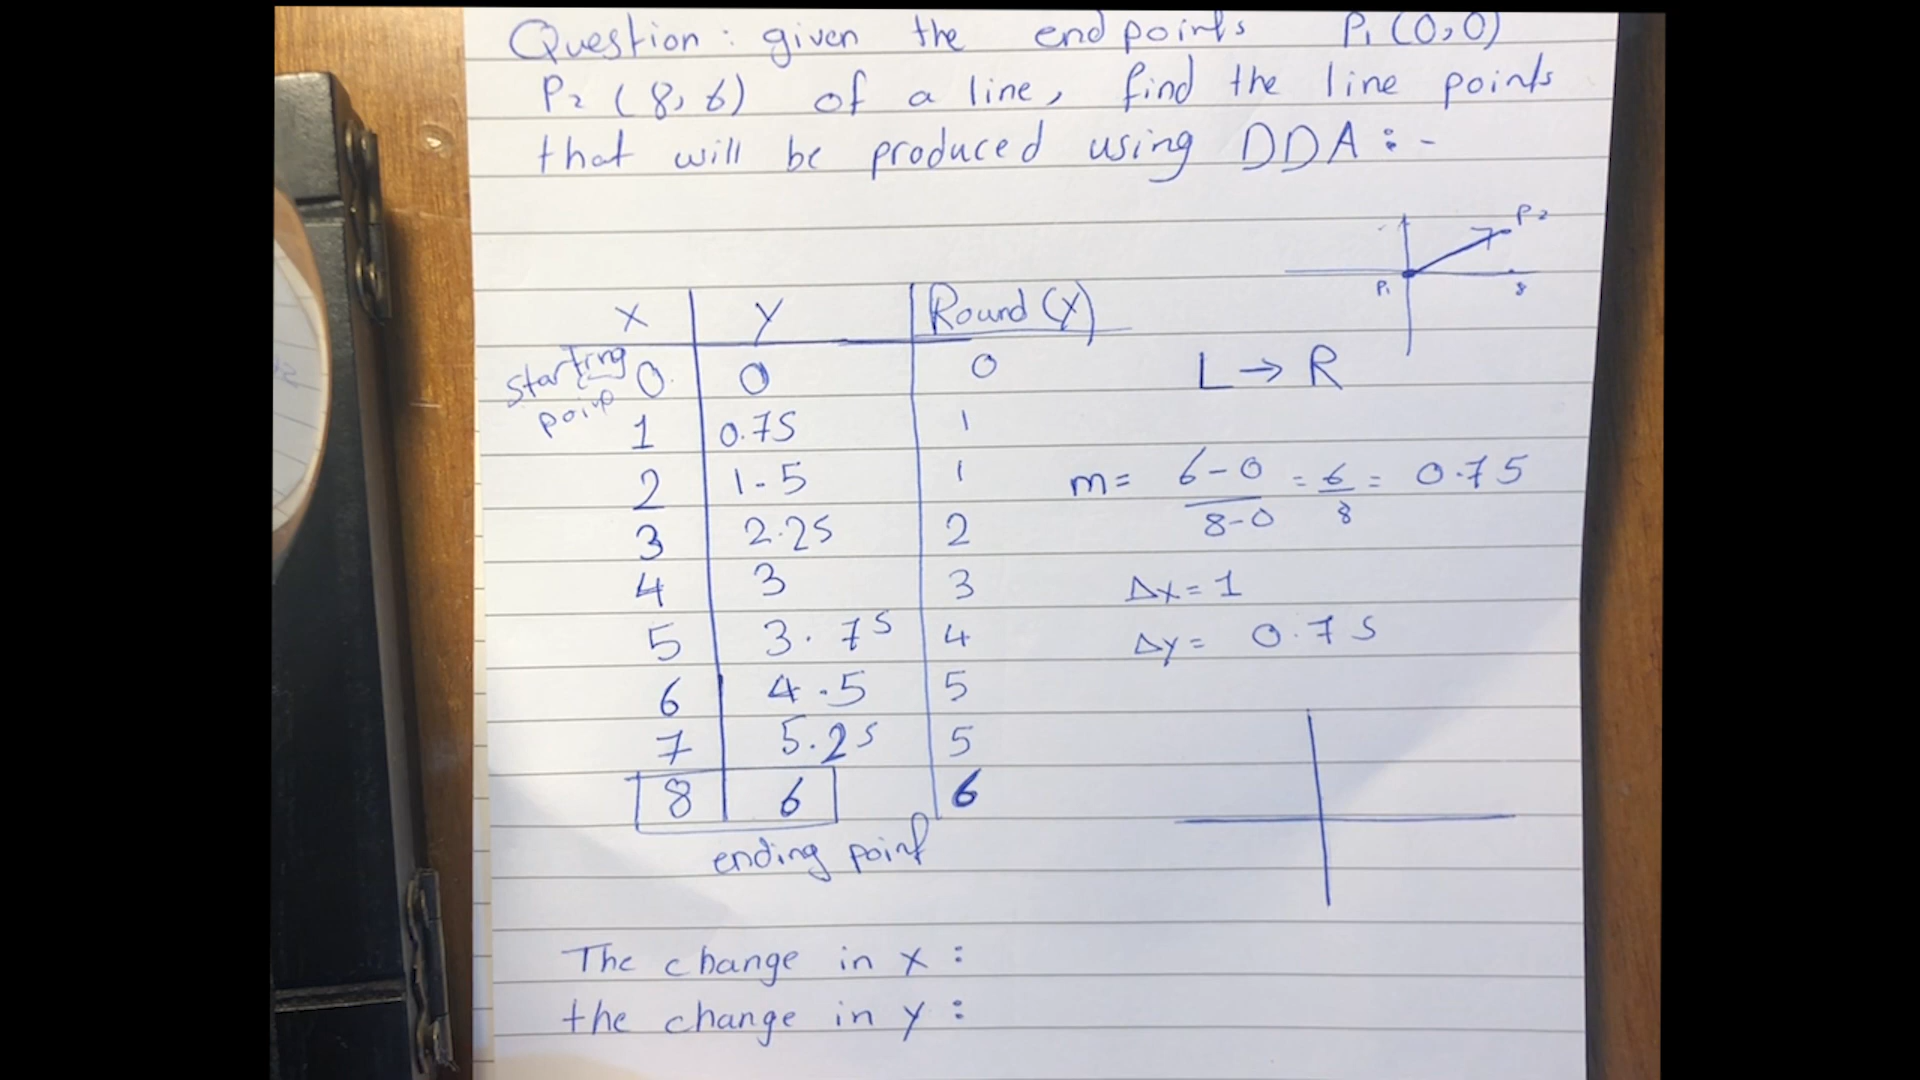 Question: given the end points P1 (0,0)
P2 (8,6) of a line, find the line points
that will be produced using DDA :-
P2
P1 8
X Y Round (Y)
starting point 0 0 0
L → R
1 0.75 1
2 1.5 1
m = 6-0 / 8-0 = 6/8 = 0.75
3 2.25 2
4 3 3
Δx = 1
5 3.75 4
Δy = 0.75
6 4.5 5
7 5.25 5
8 6 6
ending point
The change in x :
the change in y :